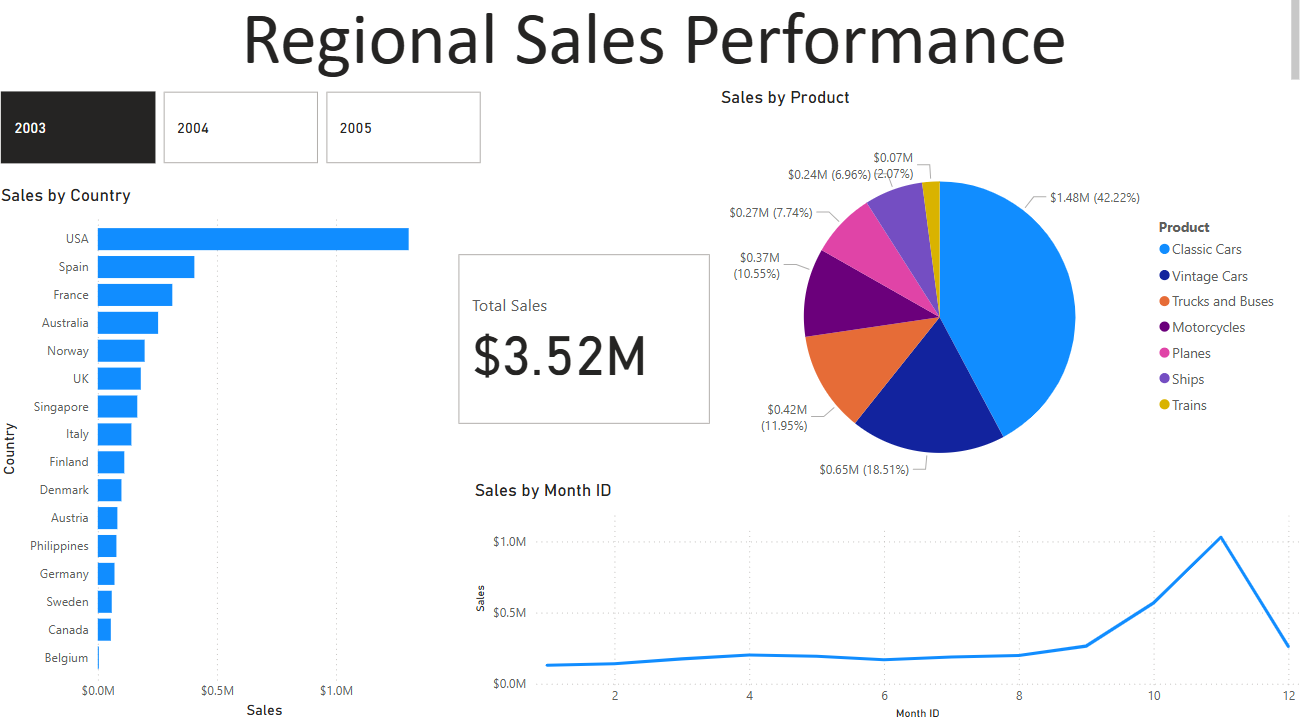 Regional Sales Performance
2003
2004
2005
Sales by Country
Country
USA
Spain
France
Australia
Norway
UK
Singapore
Italy
Finland
Denmark
Austria
Philippines
Germany
Sweden
Canada
Belgium
$0.0M $0.5M $1.0M
Sales
Total Sales
$3.52M
Sales by Product
$0.07M
(2.07%)
$0.24M (6.96%)
$1.48M (42.22%)
$0.27M (7.74%)
$0.37M
(10.55%)
$0.42M
(11.95%)
$0.65M (18.51%)
Product
Classic Cars
Vintage Cars
Trucks and Buses
Motorcycles
Planes
Ships
Trains
Sales by Month ID
Sales
$1.0M
$0.5M
$0.0M
2 4 6 8 10 12
Month ID